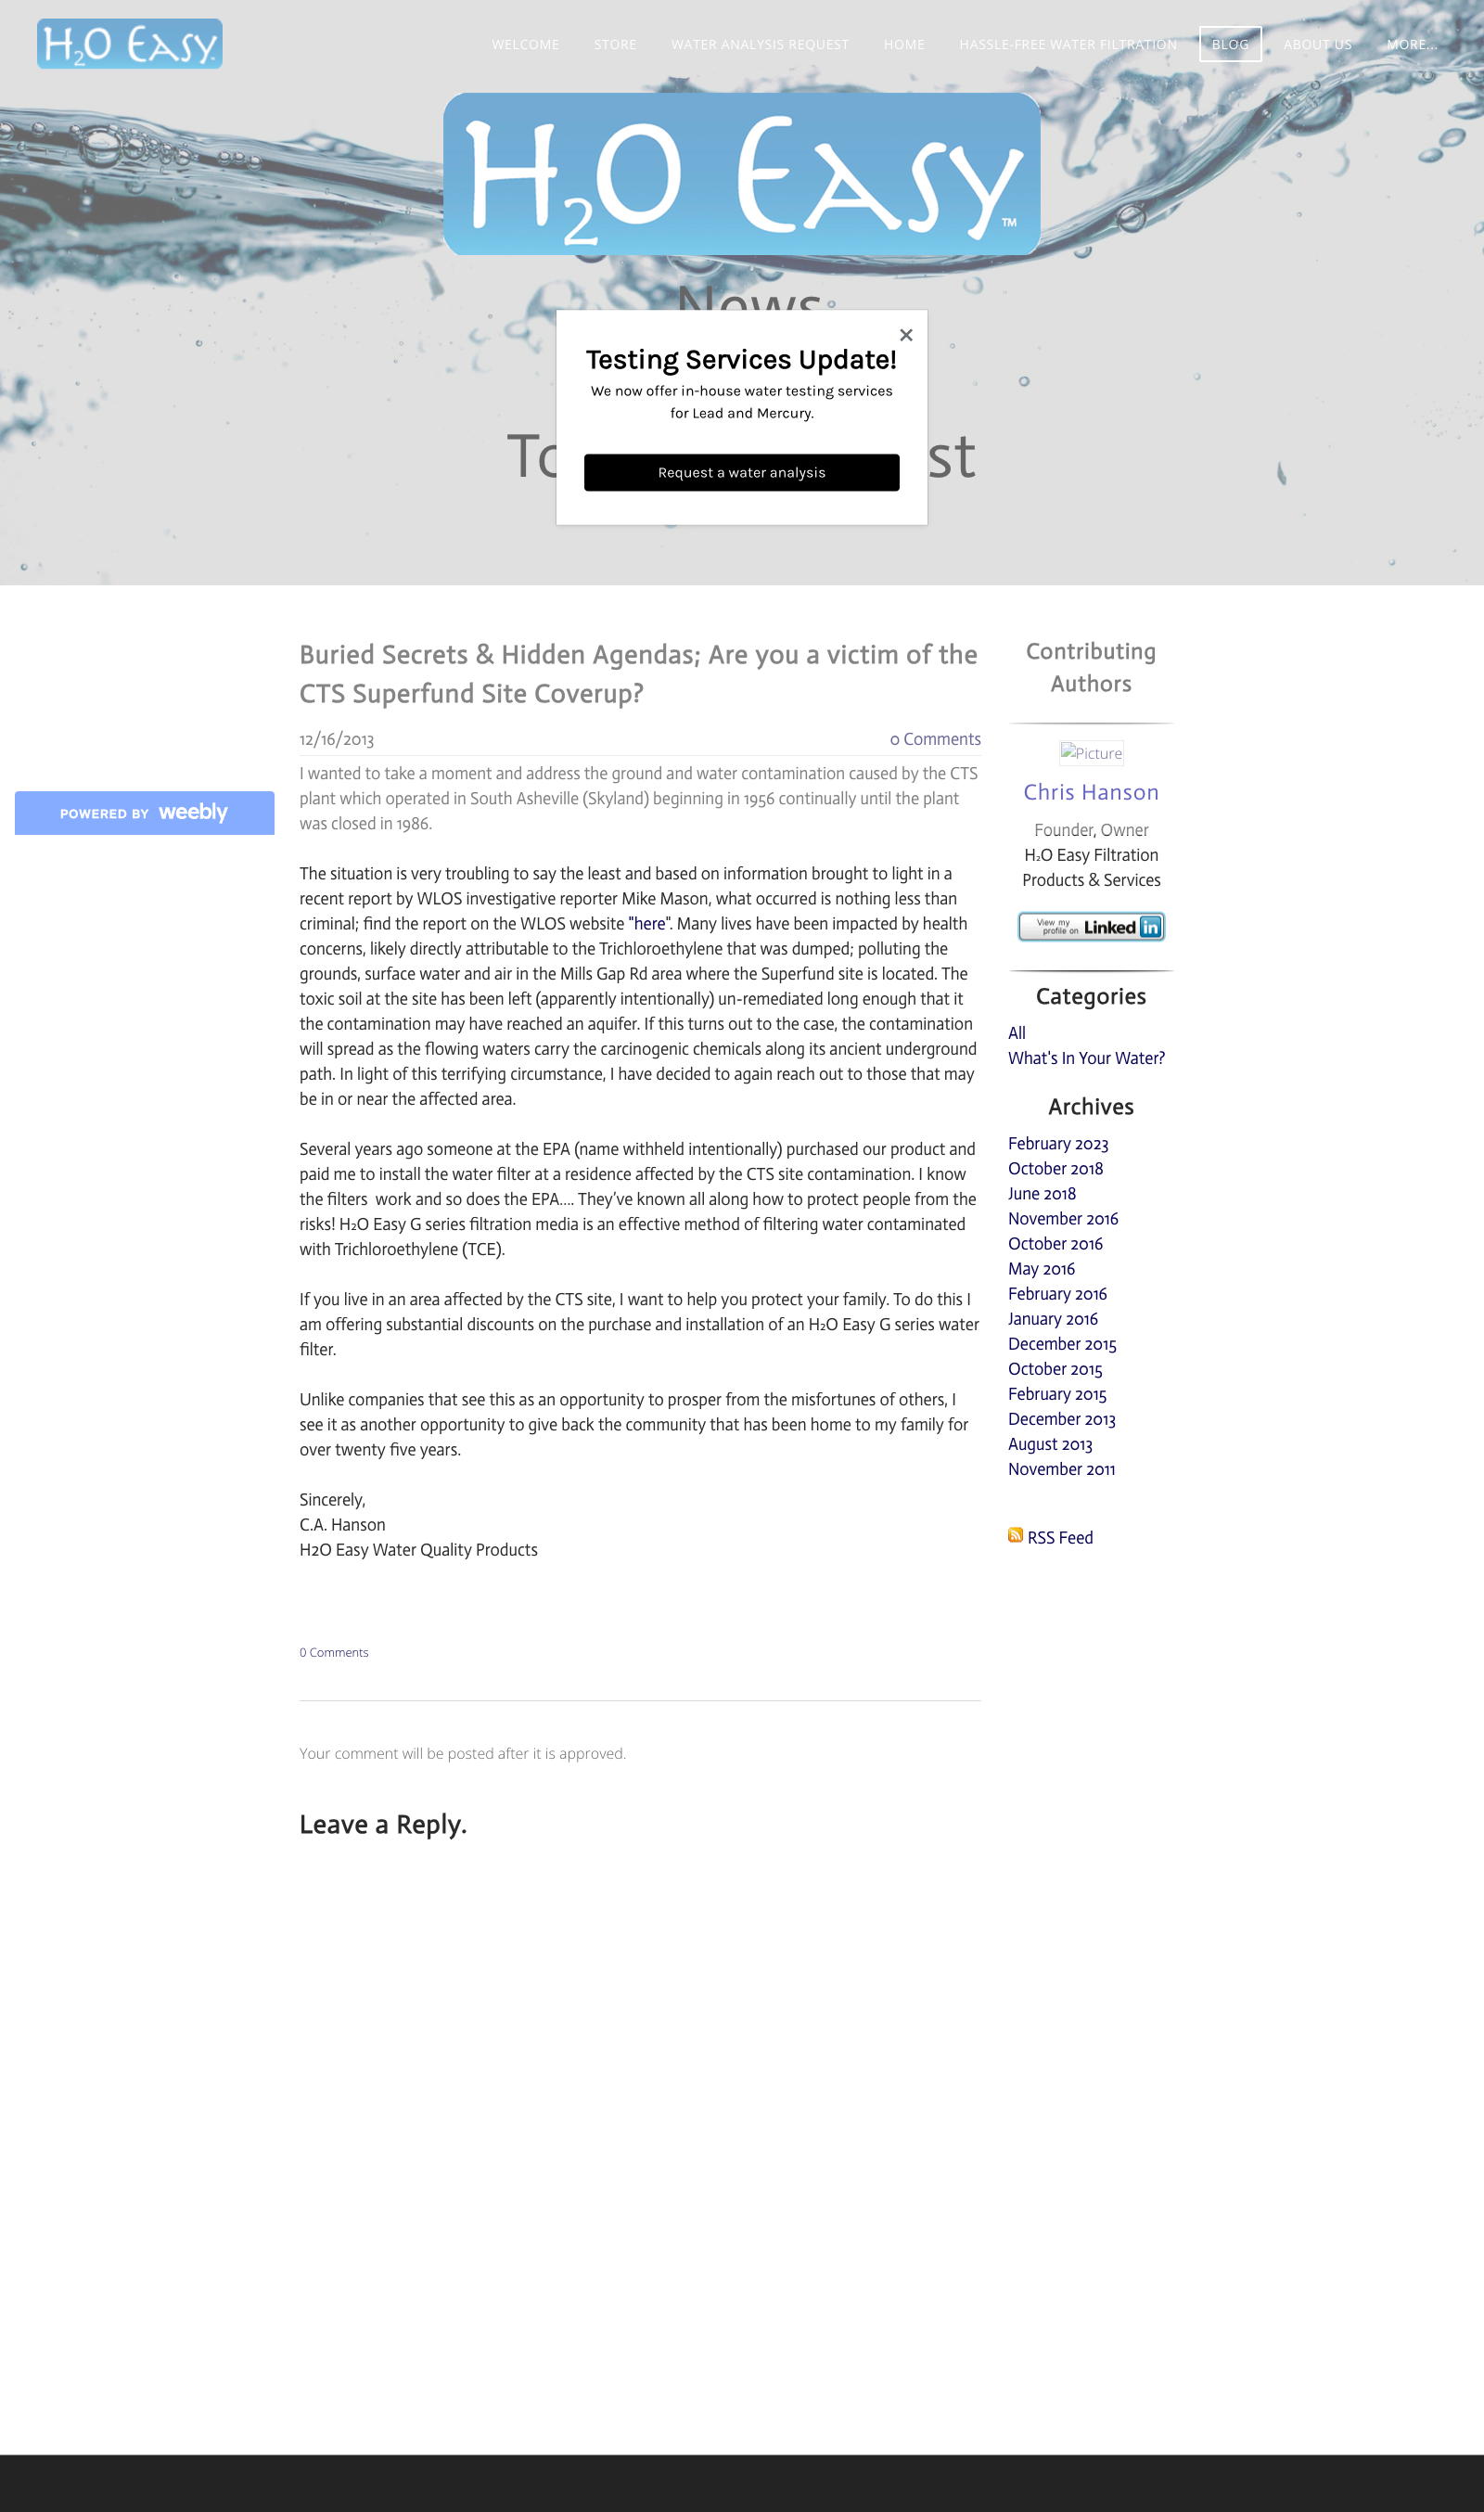 H2O Easy
WELCOME
STORE
WATER ANALYSIS REQUEST
HOME
HASSLE-FREE WATER FILTRATION
BLOG
ABOUT US
MORE...
H2O Easy™
News
Testing Services Update!
We now offer in-house water testing services
for Lead and Mercury.
Request a water analysis
Buried Secrets & Hidden Agendas; Are you a victim of the
CTS Superfund Site Coverup?
12/16/2013
0 Comments
I wanted to take a moment and address the ground and water contamination caused by the CTS
plant which operated in South Asheville (Skyland) beginning in 1956 continually until the plant
was closed in 1986.
The situation is very troubling to say the least and based on information brought to light in a
recent report by WLOS investigative reporter Mike Mason, what occurred is nothing less than
criminal; find the report on the WLOS website "here". Many lives have been impacted by health
concerns, likely directly attributable to the Trichloroethylene that was dumped; polluting the
grounds, surface water and air in the Mills Gap Rd area where the Superfund site is located. The
toxic soil at the site has been left (apparently intentionally) un-remediated long enough that it
the contamination may have reached an aquifer. If this turns out to the case, the contamination
will spread as the flowing waters carry the carcinogenic chemicals along its ancient underground
path. In light of this terrifying circumstance, I have decided to again reach out to those that may
be in or near the affected area.
Several years ago someone at the EPA (name withheld intentionally) purchased our product and
paid me to install the water filter at a residence affected by the CTS site contamination. I know
the filters  work and so does the EPA.... They've known all along how to protect people from the
risks! H2O Easy G series filtration media is an effective method of filtering water contaminated
with Trichloroethylene (TCE).
If you live in an area affected by the CTS site, I want to help you protect your family. To do this I
am offering substantial discounts on the purchase and installation of an H2O Easy G series water
filter.
Unlike companies that see this as an opportunity to prosper from the misfortunes of others, I
see it as another opportunity to give back the community that has been home to my family for
over twenty five years.
Sincerely,
C.A. Hanson
H2O Easy Water Quality Products
0 Comments
Your comment will be posted after it is approved.
Leave a Reply.
Contributing
Authors
Picture
Chris Hanson
Founder, Owner
H2O Easy Filtration
Products & Services
View my
profile on Linked in
Categories
All
What's In Your Water?
Archives
February 2023
October 2018
June 2018
November 2016
October 2016
May 2016
February 2016
January 2016
December 2015
October 2015
February 2015
December 2013
August 2013
November 2011
RSS Feed
POWERED BY weebly